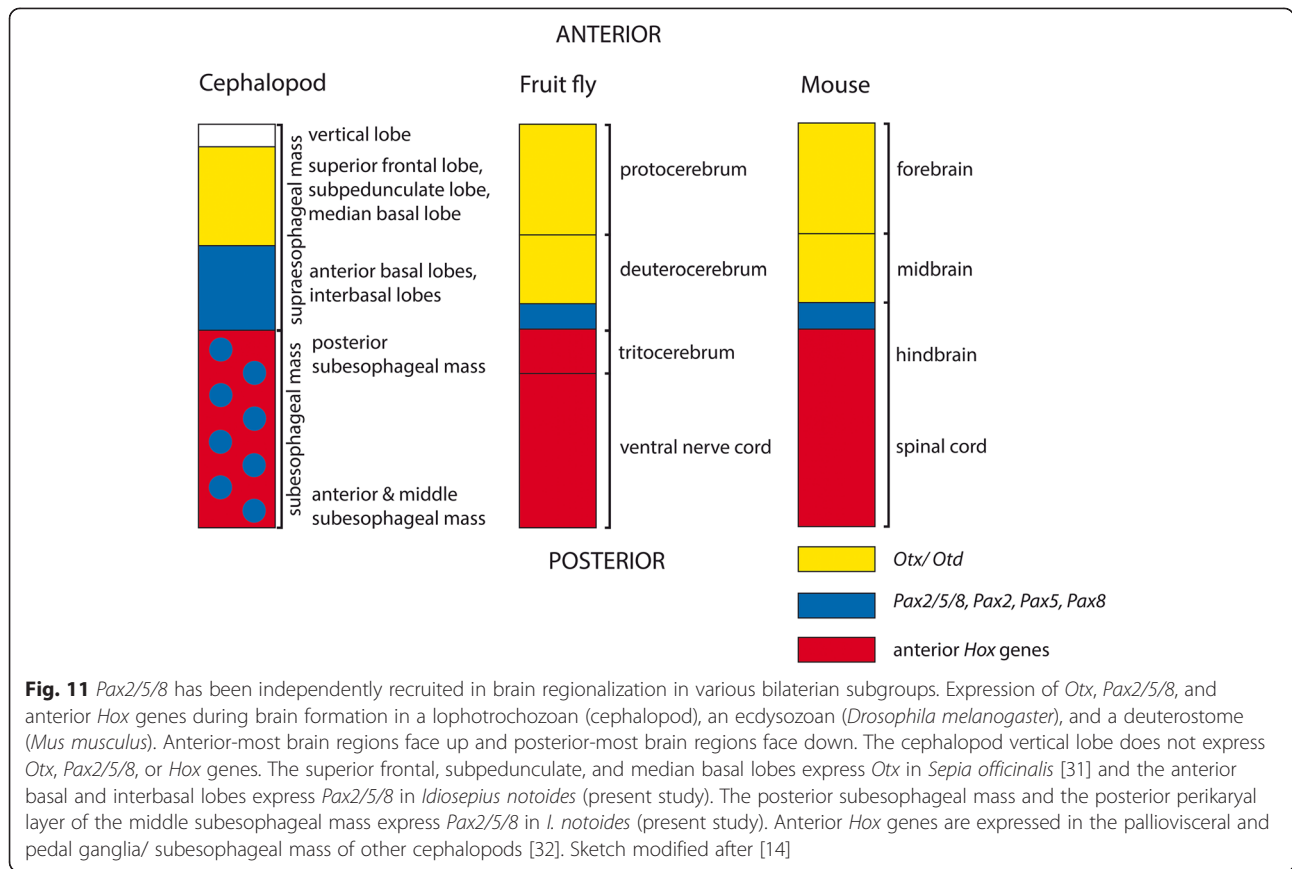 ANTERIOR
Cephalopod
Fruit fly
Mouse
vertical lobe
superior frontal lobe,
subpedunculate lobe,
median basal lobe
anterior basal lobes,
interbasal lobes
supraesophageal mass
posterior
subesophageal mass
anterior & middle
subesophageal mass
subesophageal mass
protocerebrum
deuterocerebrum
tritocerebrum
ventral nerve cord
forebrain
midbrain
hindbrain
spinal cord
POSTERIOR
Otx/ Otd
Pax2/5/8, Pax2, Pax5, Pax8
anterior Hox genes
Fig. 11 Pax2/5/8 has been independently recruited in brain regionalization in various bilaterian subgroups. Expression of Otx, Pax2/5/8, and
anterior Hox genes during brain formation in a lophotrochozoan (cephalopod), an ecdysozoan (Drosophila melanogaster), and a deuterostome
(Mus musculus). Anterior-most brain regions face up and posterior-most brain regions face down. The cephalopod vertical lobe does not express
Otx, Pax2/5/8, or Hox genes. The superior frontal, subpedunculate, and median basal lobes express Otx in Sepia officinalis [31] and the anterior
basal and interbasal lobes express Pax2/5/8 in Idiosepius notoides (present study). The posterior subesophageal mass and the posterior perikaryal
layer of the middle subesophageal mass express Pax2/5/8 in I. notoides (present study). Anterior Hox genes are expressed in the palliovisceral and
pedal ganglia/ subesophageal mass of other cephalopods [32]. Sketch modified after [14]